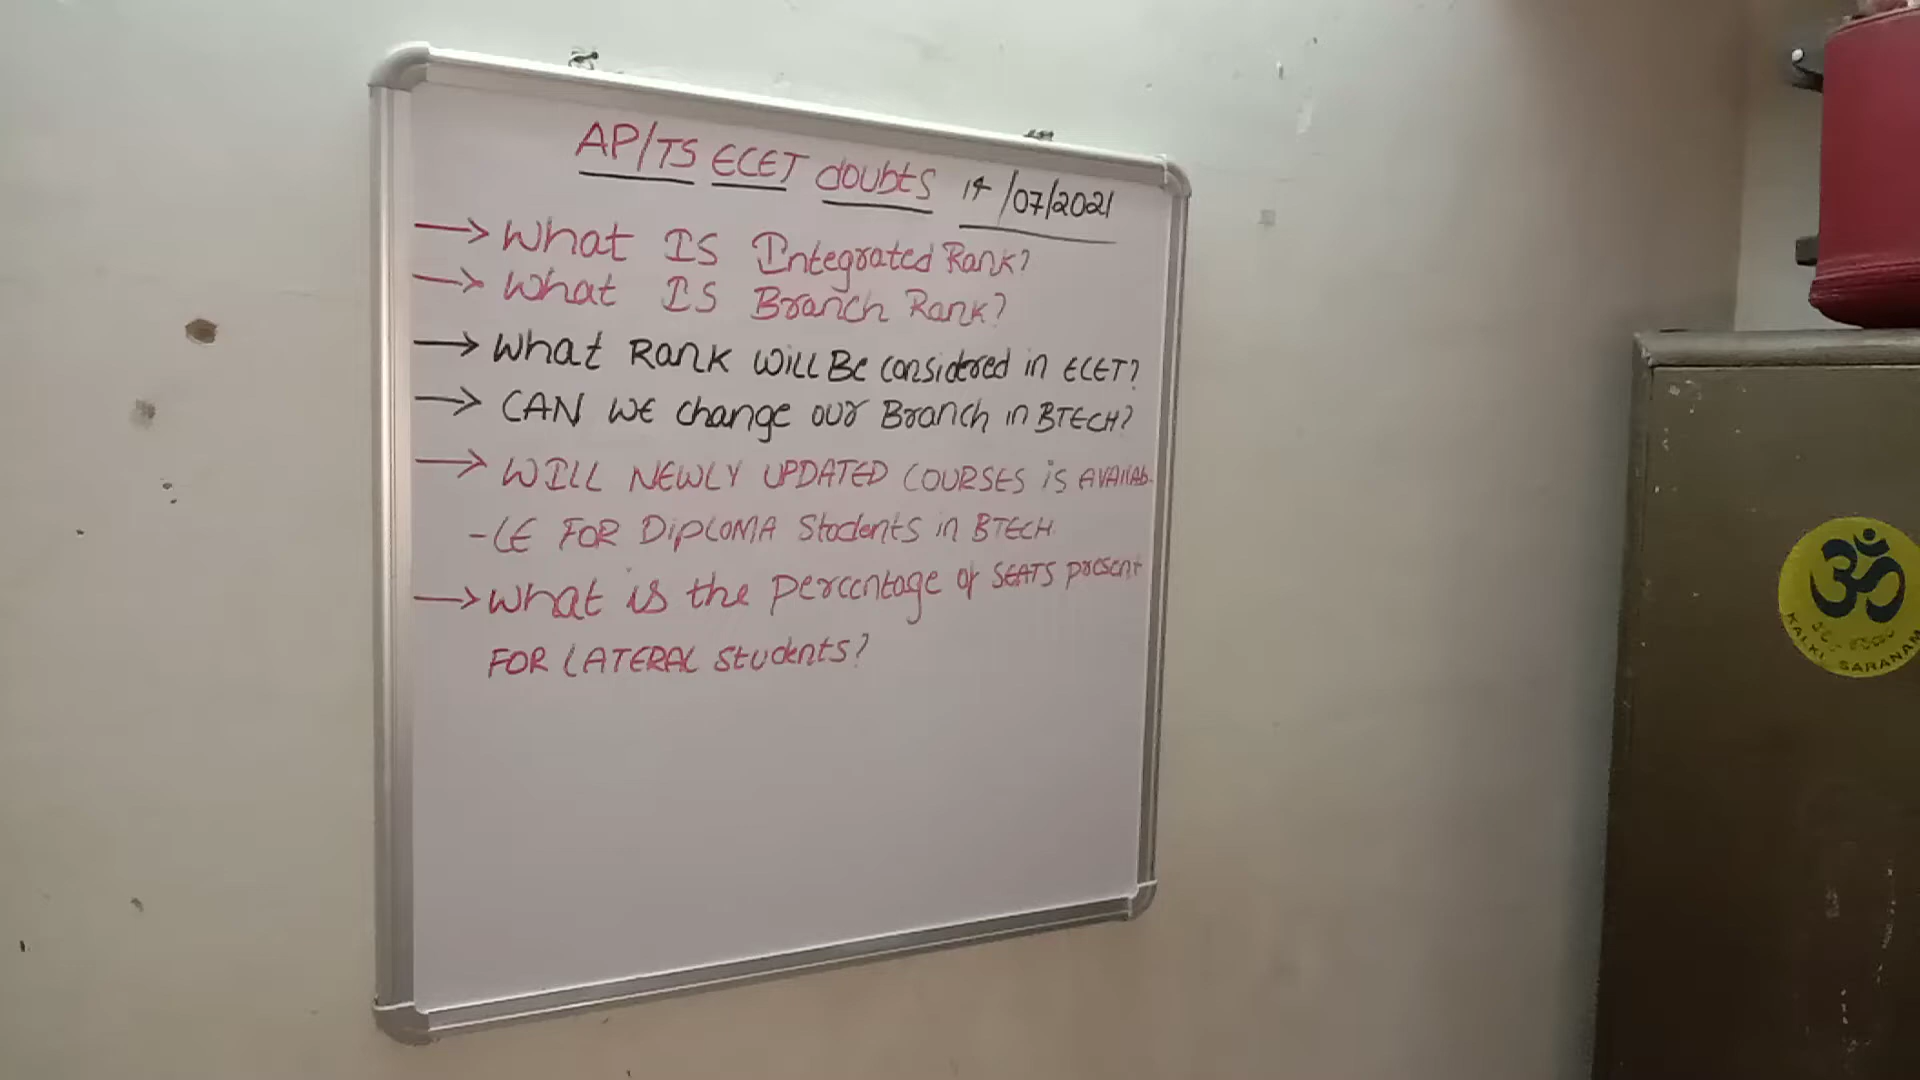 AP/TS ECET doubts 14/07/2021
→ What IS Integrated Rank?
→ What IS Branch Rank?
→ What Rank WILL BE considered in ECET?
→ CAN WE change our Branch in BTECH?
→ WILL NEWLY UPDATED COURSES is AVAILAB-
-LE FOR DiPLOMA Students in BTECH.
→ What is the percentage of SEATS present
FOR LATERAL students?
ॐ
KALKI SARANAM